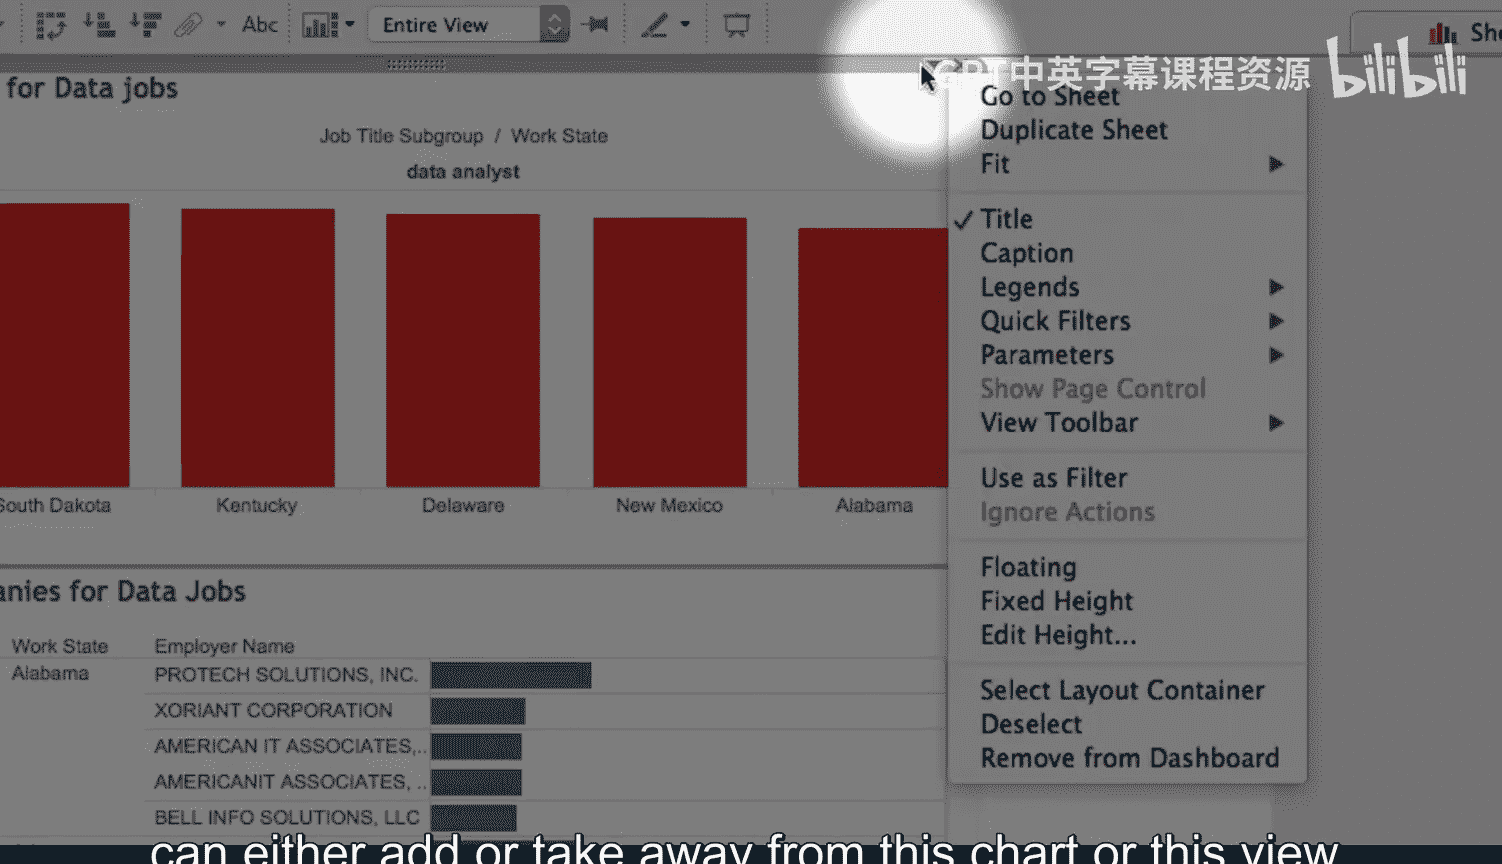 Abc
Entire View
GPT中英字幕课程资源
bilibili
for Data jobs
Job Title Subgroup / Work State
data analyst
South Dakota
Kentucky
Delaware
New Mexico
Alabama
Go to Sheet
Duplicate Sheet
Fit
Title
Caption
Legends
Quick Filters
Parameters
Show Page Control
View Toolbar
Use as Filter
Ignore Actions
Floating
Fixed Height
Edit Height...
Select Layout Container
Deselect
Remove from Dashboard
for Data Jobs
Work State
Employer Name
Alabama
PROTECH SOLUTIONS, INC.
XORIANT CORPORATION
AMERICAN IT ASSOCIATES,..
AMERICANIT ASSOCIATES, ..
BELL INFO SOLUTIONS, LLC
can either add or take away from this chart or this view